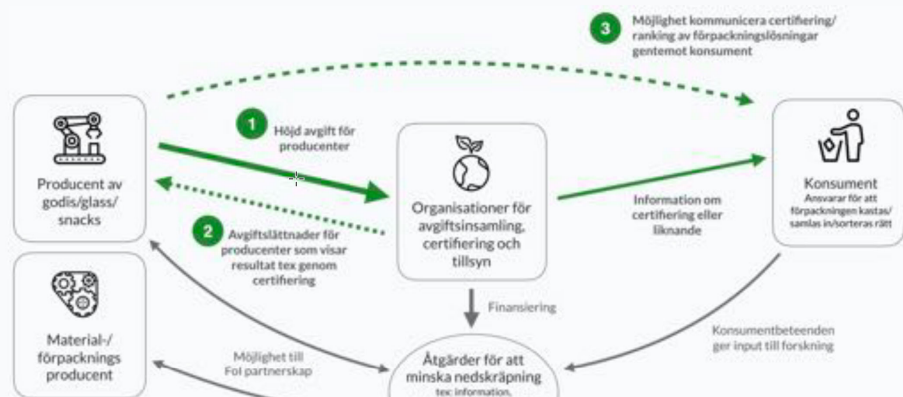 3
Möjlighet kommunicera certifiering/
ranking av förpackningslösningar
gentemot konsument
1
Höjd avgift för
producenter
Producent av
godis/glass/
snacks
2
Avgiftslättnader för
producenter som visar
resultat tex genom
certifiering
Organisationer för
avgiftsinsamling,
certifiering och
tillsyn
Information om
certifiering eller
liknande
Konsument
Ansvarar för att
förpackningen kastas/
samlas in/sorteras rätt
Finansiering
Material-/
förpacknings
producent
Möjlighet till
FoI partnerskap
Åtgärder för att
minska nedskräpning
tex: information,
Konsumentbeteenden
ger input till forskning